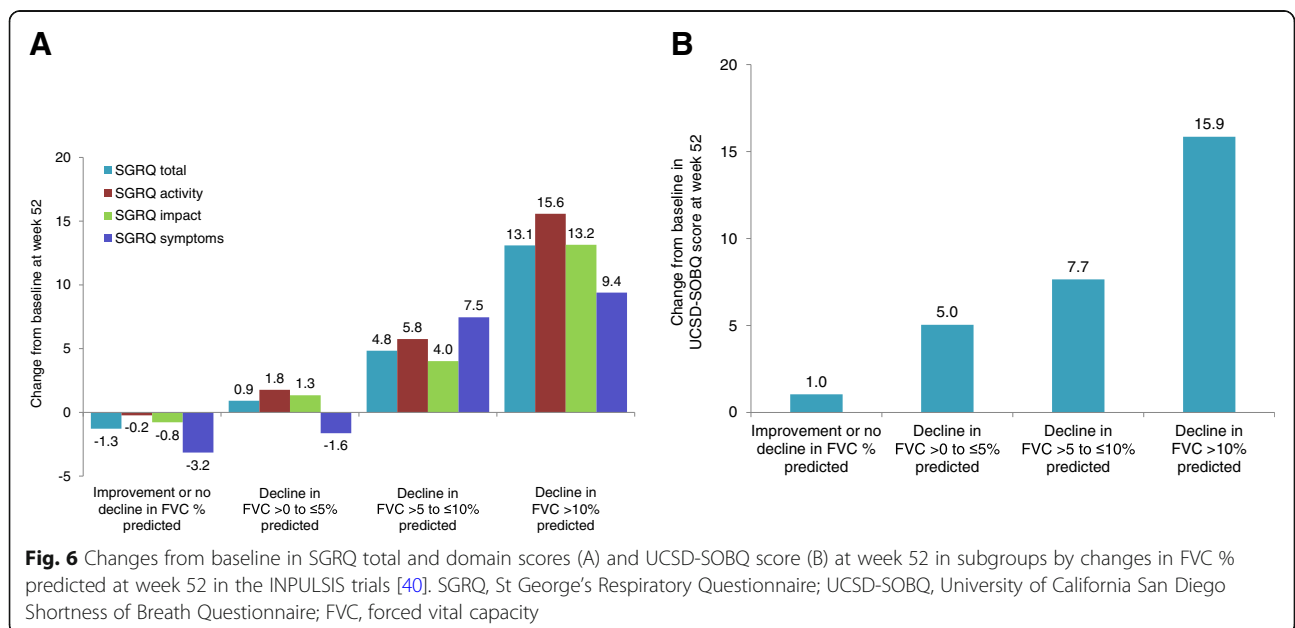 A
20
15
10
5
0
-5
Change from baseline at week 52
SGRQ total
SGRQ activity
SGRQ impact
SGRQ symptoms
-1.3
-0.2
-0.8
-3.2
0.9
1.8
1.3
-1.6
4.8
5.8
4.0
7.5
13.1
15.6
13.2
9.4
Improvement or no
decline in FVC %
predicted
Decline in
FVC >0 to ≤5%
predicted
Decline in
FVC >5 to ≤10%
predicted
Decline in
FVC >10%
predicted
B
20
15
10
5
0
Change from baseline in
UCSD-SOBQ score at week 52
1.0
5.0
7.7
15.9
Improvement or no
decline in FVC %
predicted
Decline in
FVC >0 to ≤5%
predicted
Decline in
FVC >5 to ≤10%
predicted
Decline in
FVC >10%
predicted
Fig. 6 Changes from baseline in SGRQ total and domain scores (A) and UCSD-SOBQ score (B) at week 52 in subgroups by changes in FVC %
predicted at week 52 in the INPULSIS trials [40]. SGRQ, St George's Respiratory Questionnaire; UCSD-SOBQ, University of California San Diego
Shortness of Breath Questionnaire; FVC, forced vital capacity